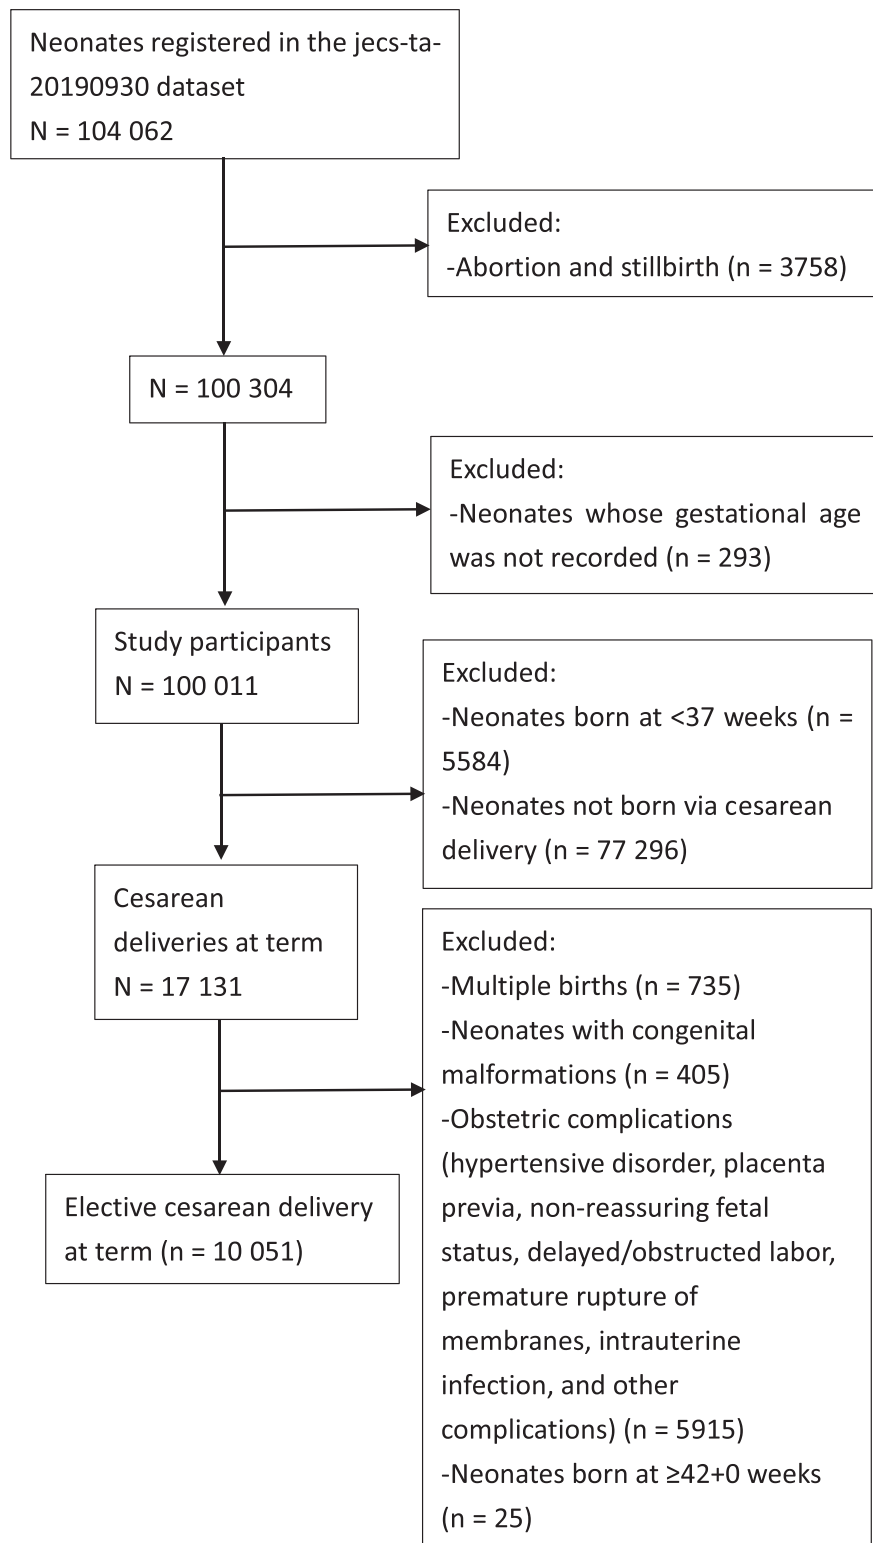 Neonates registered in the jecs-ta-
20190930 dataset
N = 104 062
Excluded:
-Abortion and stillbirth (n = 3758)
N = 100 304
Excluded:
-Neonates whose gestational age
was not recorded (n = 293)
Study participants
N = 100 011
Excluded:
-Neonates born at <37 weeks (n =
5584)
-Neonates not born via cesarean
delivery (n = 77 296)
Cesarean
deliveries at term
N = 17 131
Excluded:
-Multiple births (n = 735)
-Neonates with congenital
malformations (n = 405)
-Obstetric complications
(hypertensive disorder, placenta
previa, non-reassuring fetal
status, delayed/obstructed labor,
premature rupture of
membranes, intrauterine
infection, and other
complications) (n = 5915)
-Neonates born at ≥42+0 weeks
(n = 25)
Elective cesarean delivery
at term (n = 10 051)